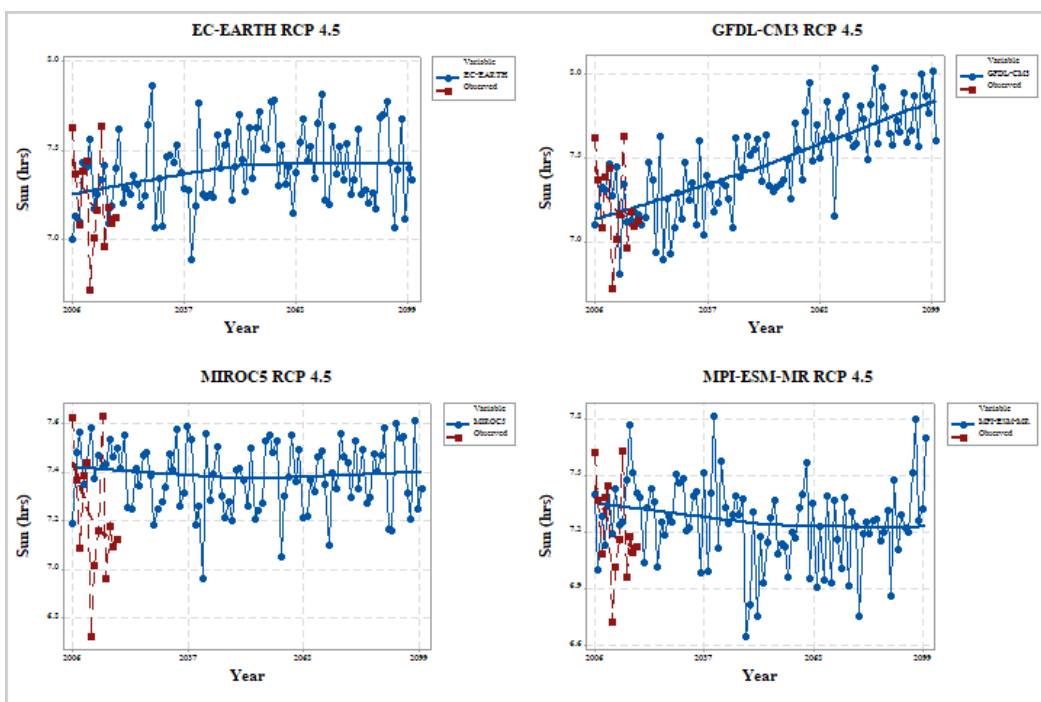 EC-EARTH RCP 4.5
Sun (hrs)
8.0
7.5
7.0
2006
2037
2068
2099
Year
Variable
EC-EARTH
Observed
GFDL-CM3 RCP 4.5
Sun (hrs)
8.0
7.5
7.0
2006
2037
2068
2099
Year
Variable
GFDL-CM3
Observed
MIROC5 RCP 4.5
Sun (hrs)
7.6
7.4
7.2
7.0
6.8
2006
2037
2068
2099
Year
Variable
MIROC5
Observed
MPI-ESM-MR RCP 4.5
Sun (hrs)
7.8
7.5
7.2
6.9
6.6
2006
2037
2068
2099
Year
Variable
MPI-ESM-MR
Observed